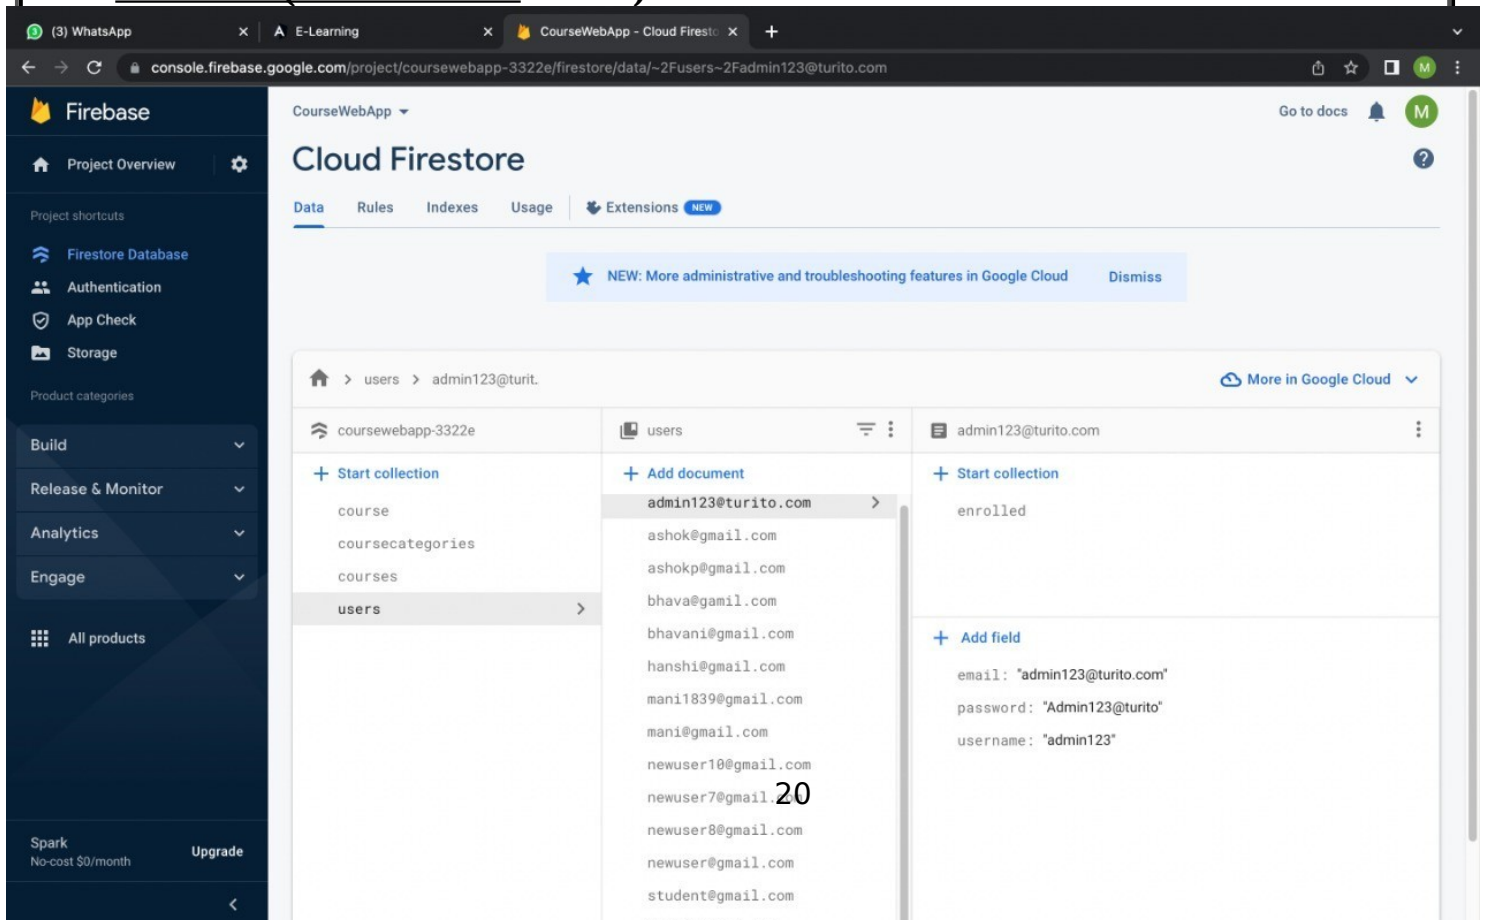 (3) WhatsApp
E-Learning
CourseWebApp - Cloud Firesto
console.firebase.google.com/project/coursewebapp-3322e/firestore/data/~2Fusers~2Fadmin123@turito.com
M
Firebase
Project Overview
Project shortcuts
Firestore Database
Authentication
App Check
Storage
Product categories
Build
Release & Monitor
Analytics
Engage
All products
Spark
No-cost $0/month
Upgrade
CourseWebApp
Go to docs
M
Cloud Firestore
Data Rules Indexes Usage Extensions NEW
NEW: More administrative and troubleshooting features in Google Cloud Dismiss
users > admin123@turit.
More in Google Cloud
coursewebapp-3322e
+ Start collection
course
coursecategories
courses
users
users
+ Add document
admin123@turito.com
ashok@gmail.com
ashokp@gmail.com
bhava@gamil.com
bhavani@gmail.com
hanshi@gmail.com
mani1839@gmail.com
mani@gmail.com
newuser10@gmail.com
newuser7@gmail.com
20
newuser8@gmail.com
newuser@gmail.com
student@gmail.com
admin123@turito.com
+ Start collection
enrolled
+ Add field
email: "admin123@turito.com"
password: "Admin123@turito"
username: "admin123"